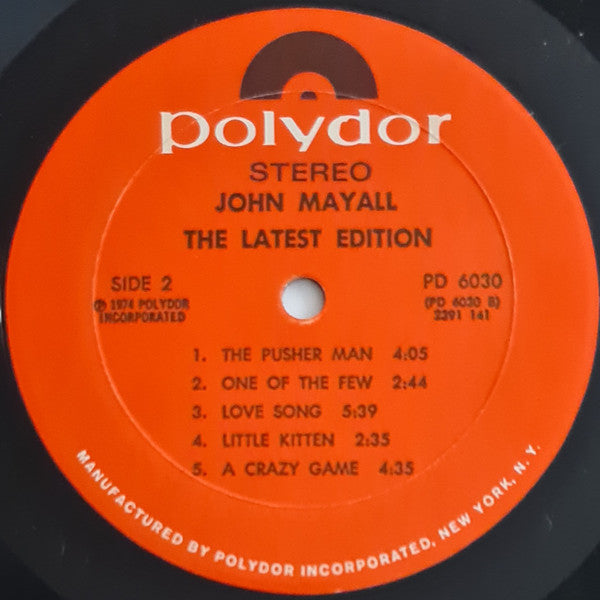 polydor
STEREO
JOHN MAYALL
THE LATEST EDITION
SIDE 2
℗ 1974 POLYDOR
INCORPORATED
PD 6030
(PD 6030 B)
2391 141
1. THE PUSHER MAN 4:05
2. ONE OF THE FEW 2:44
3. LOVE SONG 5:39
4. LITTLE KITTEN 2:35
5. A CRAZY GAME 4:35
MANUFACTURED BY POLYDOR INCORPORATED, NEW YORK, N.Y.